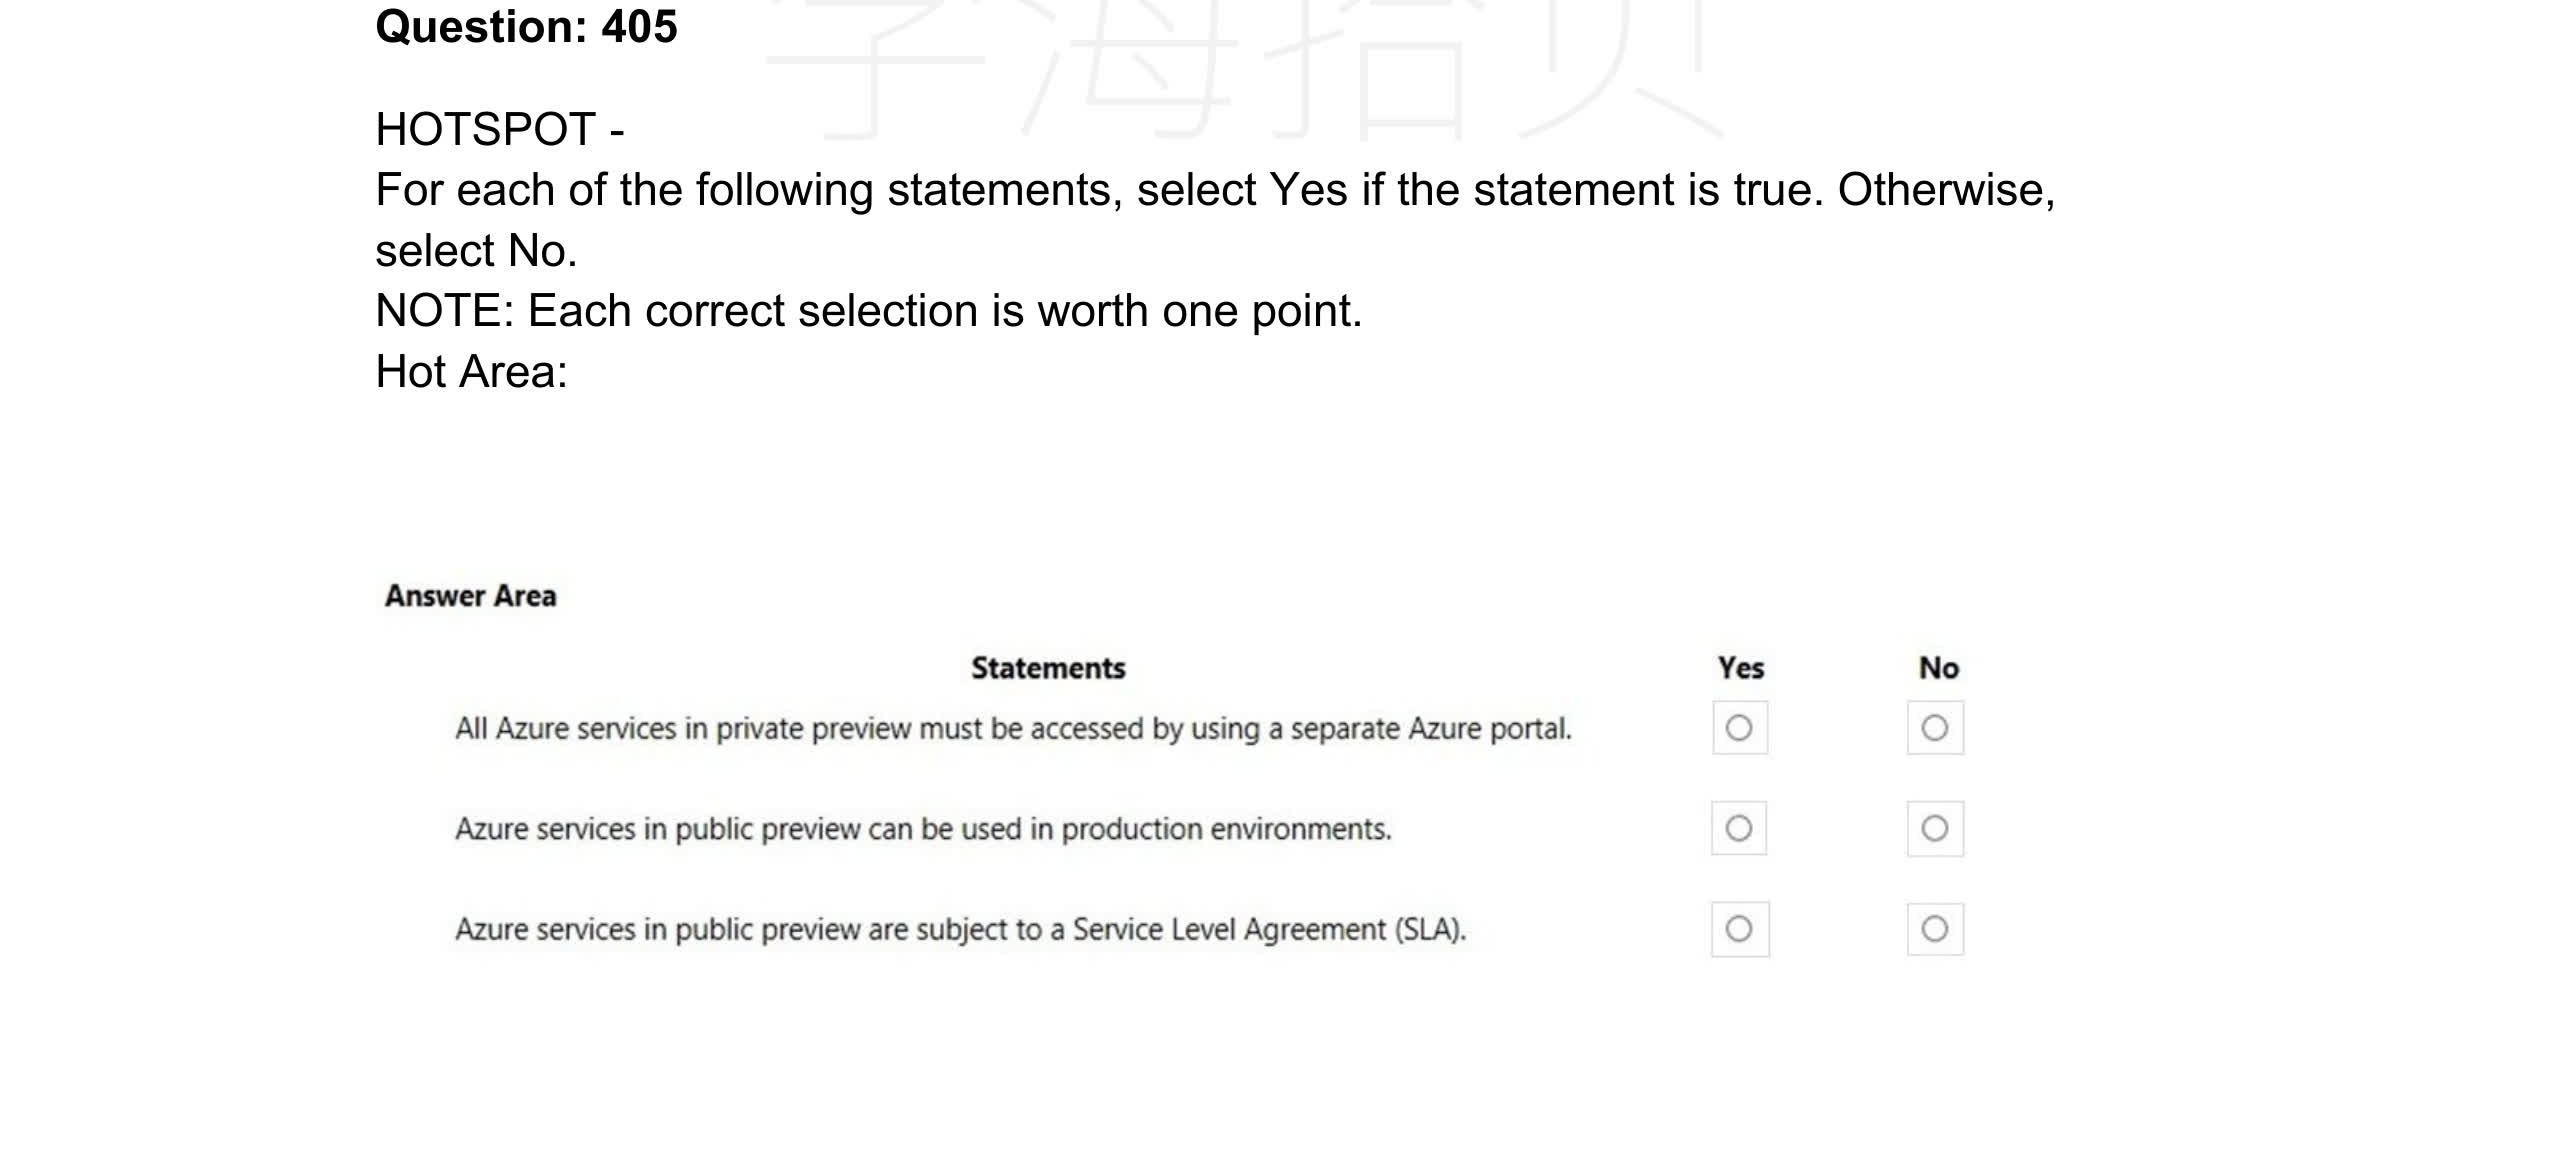 Question: 405
学海拾贝
HOTSPOT -
For each of the following statements, select Yes if the statement is true. Otherwise,
select No.
NOTE: Each correct selection is worth one point.
Hot Area:
Answer Area
Statements Yes No
All Azure services in private preview must be accessed by using a separate Azure portal.
Azure services in public preview can be used in production environments.
Azure services in public preview are subject to a Service Level Agreement (SLA).